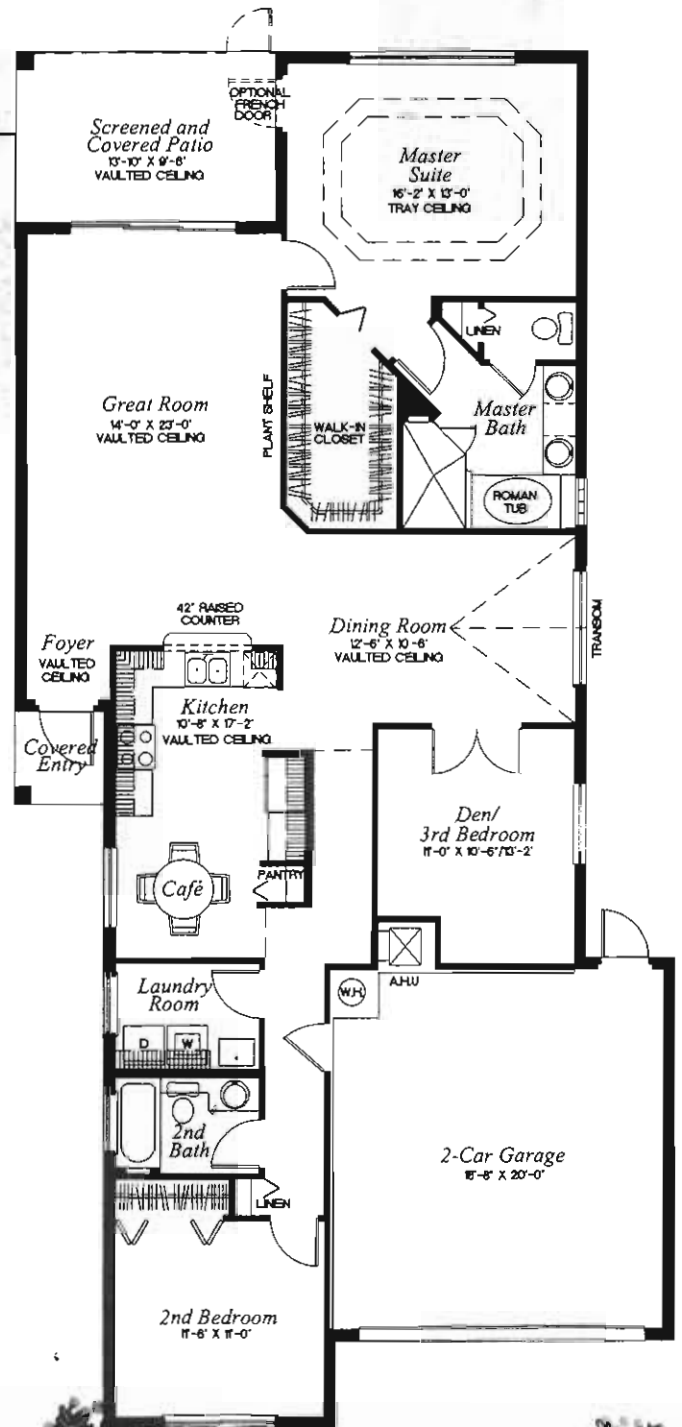 OPTIONAL
FRENCH
DOOR
Screened and
Covered Patio
13'-10" X 9'-6"
VAULTED CEILING
Master
Suite
16'-2" X 13'-0"
TRAY CEILING
LINEN
Great Room
14'-0" X 23'-0"
VAULTED CEILING
PLANT SHELF
WALK-IN
CLOSET
Master
Bath
ROMAN
TUB
42" RAISED
COUNTER
Dining Room
12'-6" X 10'-6"
VAULTED CEILING
TRANSOM
Foyer
VAULTED
CEILING
Kitchen
10'-8" X 17'-2"
VAULTED CEILING
Covered
Entry
Den/
3rd Bedroom
11'-0" X 10'-6"/13'-2"
Café
PANTRY
A.H.U
Laundry
Room
W.H.
D
W
2nd
Bath
2-Car Garage
20'-0"
LINEN
2nd Bedroom
11'-6" X 11'-0"